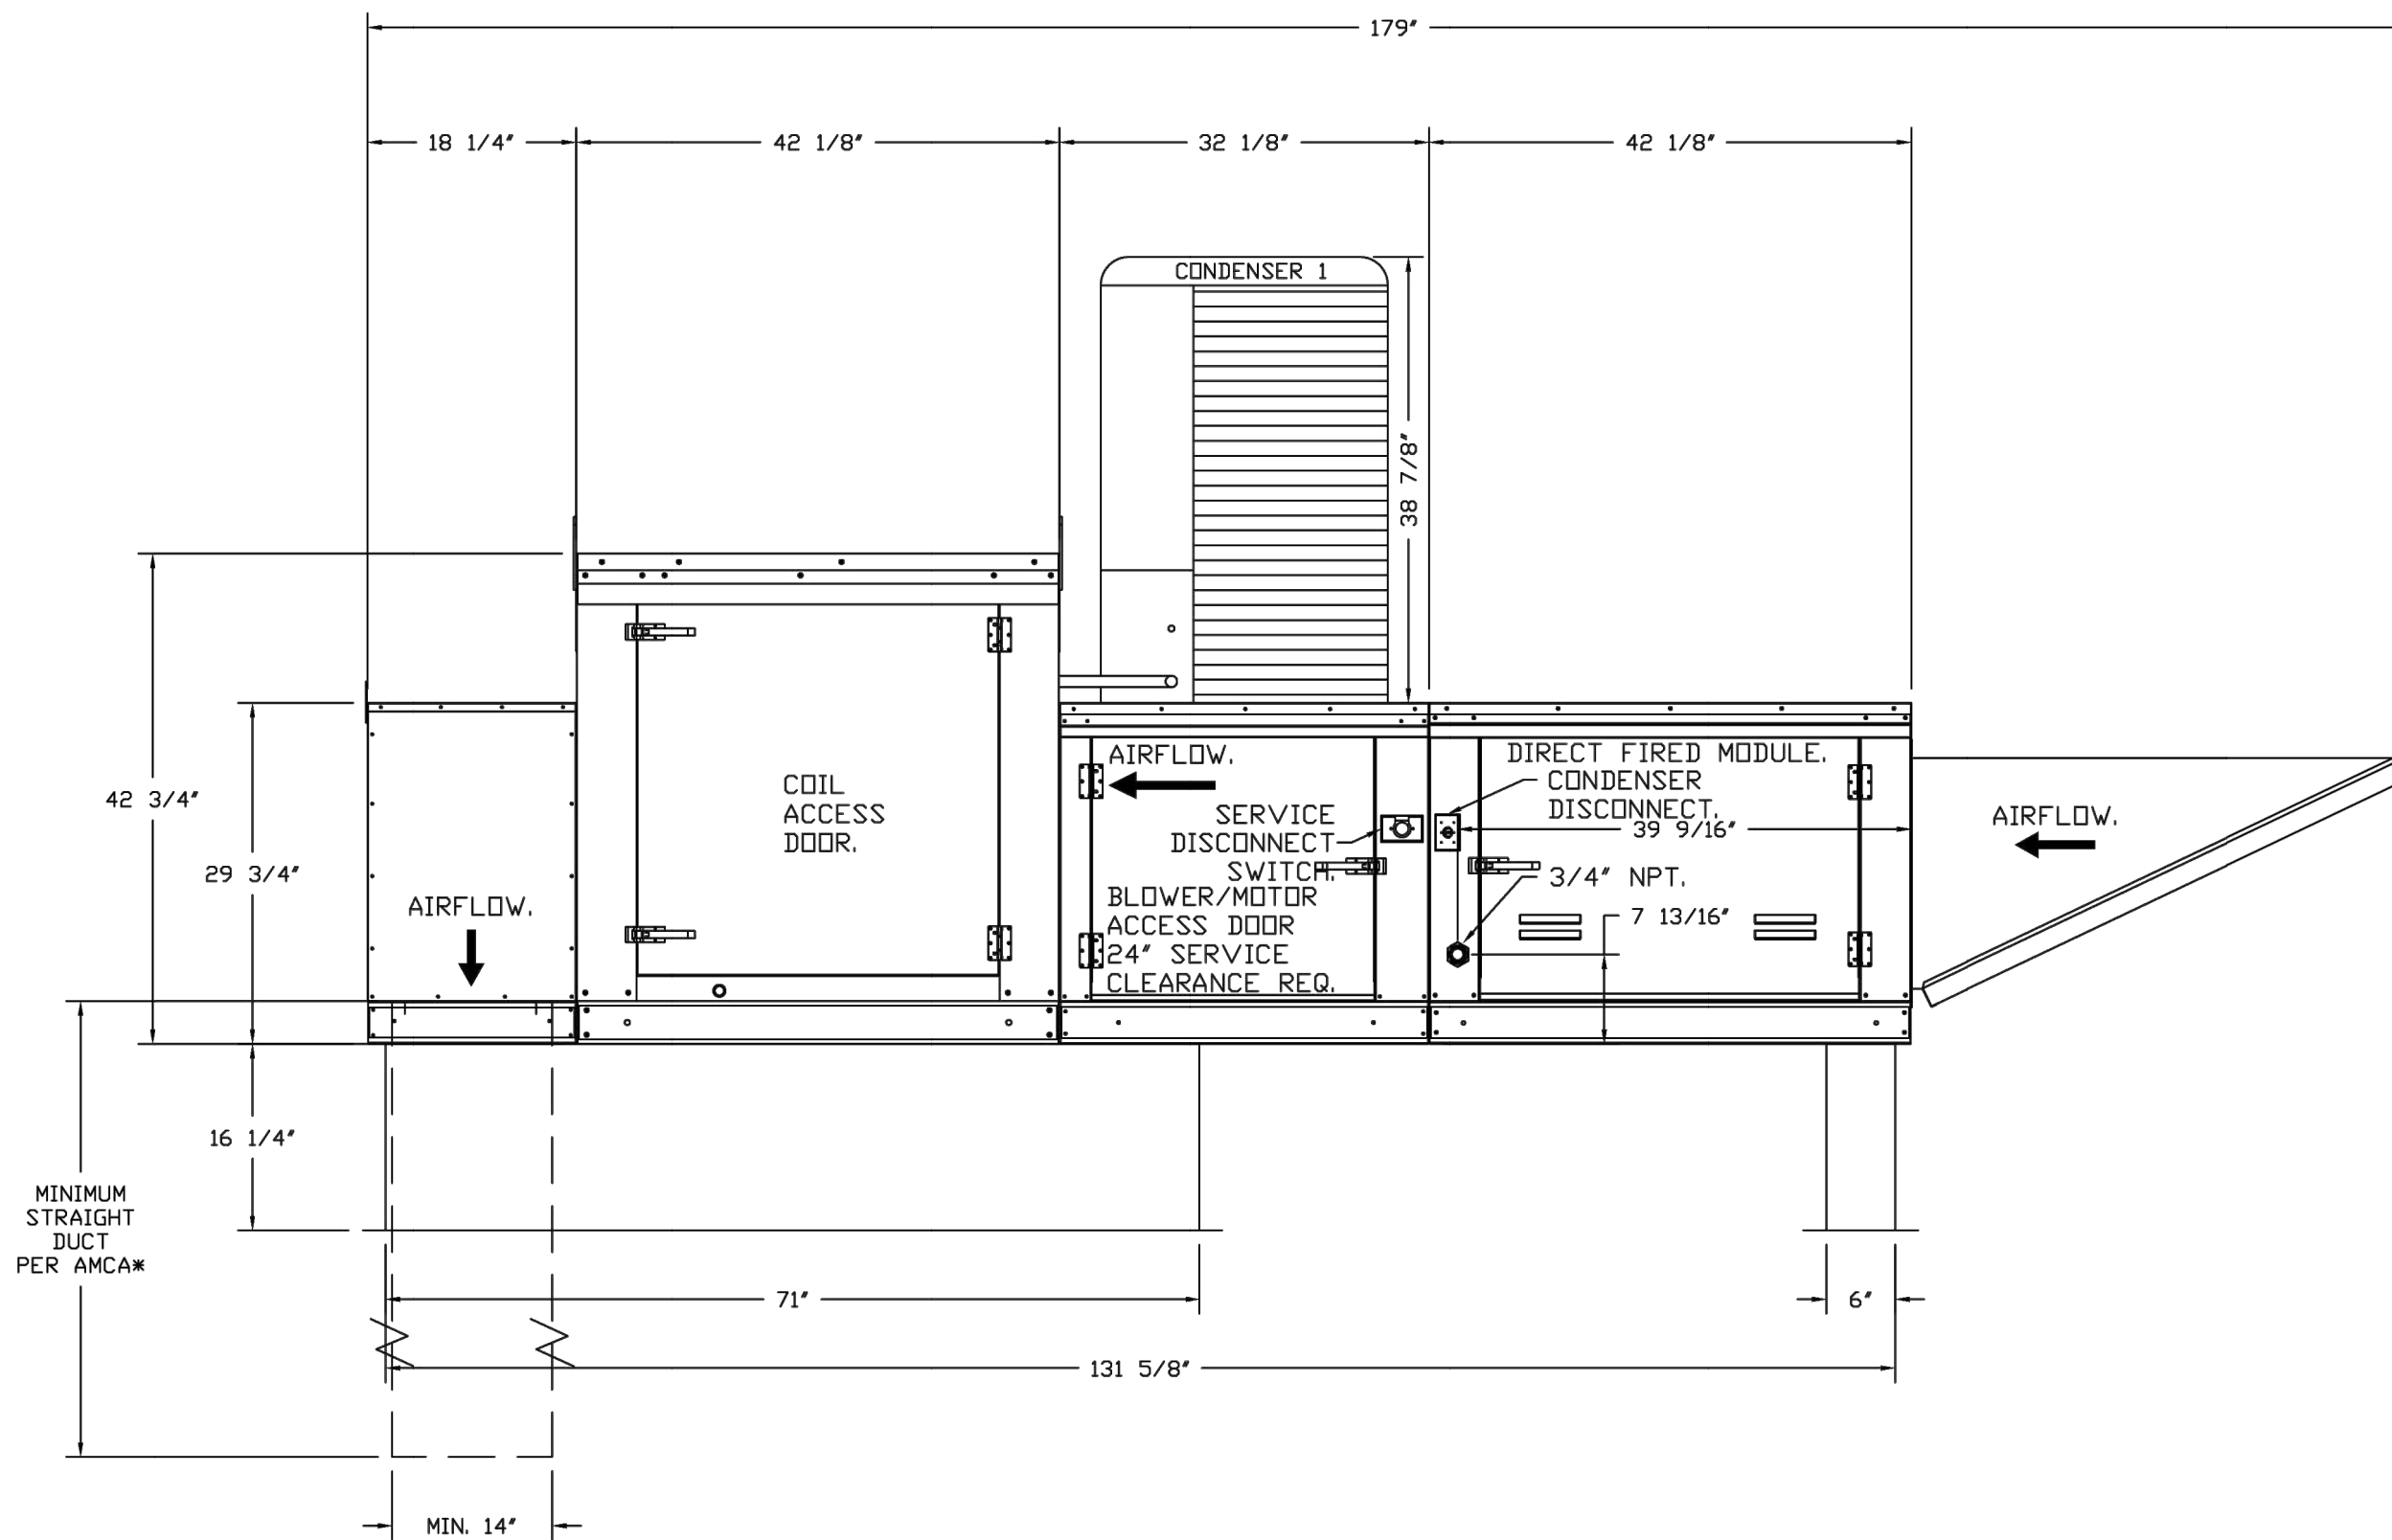 179"
18 1/4"
42 1/8"
32 1/8"
42 1/8"
CONDENSER 1
38 7/8"
42 3/4"
29 3/4"
AIRFLOW.
COIL
ACCESS
DOOR.
AIRFLOW.
SERVICE
DISCONNECT
SWITCH.
BLOWER/MOTOR
ACCESS DOOR
24" SERVICE
CLEARANCE REQ.
DIRECT FIRED MODULE.
CONDENSER
DISCONNECT.
39 9/16"
3/4" NPT.
7 13/16"
AIRFLOW.
16 1/4"
MINIMUM
STRAIGHT
DUCT
PER AMCA*
71"
6"
131 5/8"
MIN. 14"